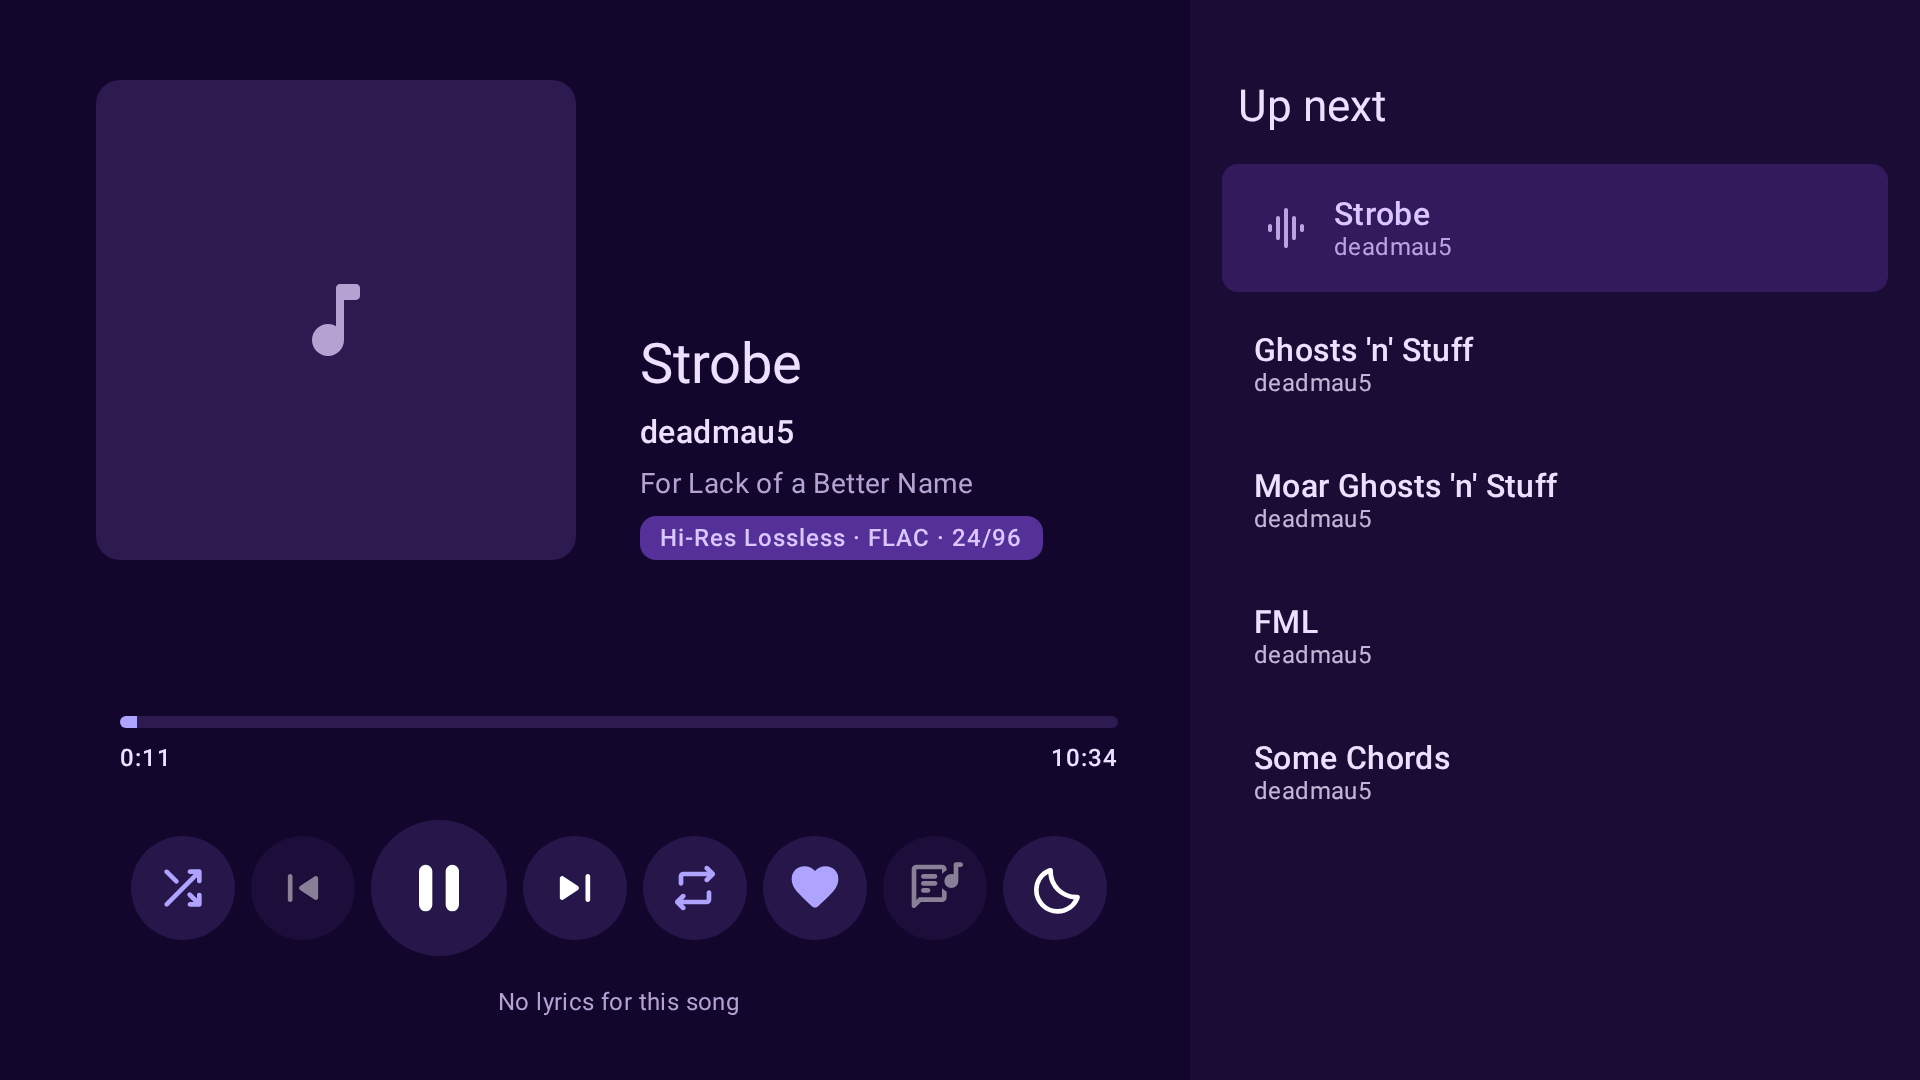 Strobe
deadmau5
For Lack of a Better Name
Hi-Res Lossless · FLAC · 24/96
0:11
10:34
No lyrics for this song
Up next
Strobe
deadmau5
Ghosts 'n' Stuff
deadmau5
Moar Ghosts 'n' Stuff
deadmau5
FML
deadmau5
Some Chords
deadmau5